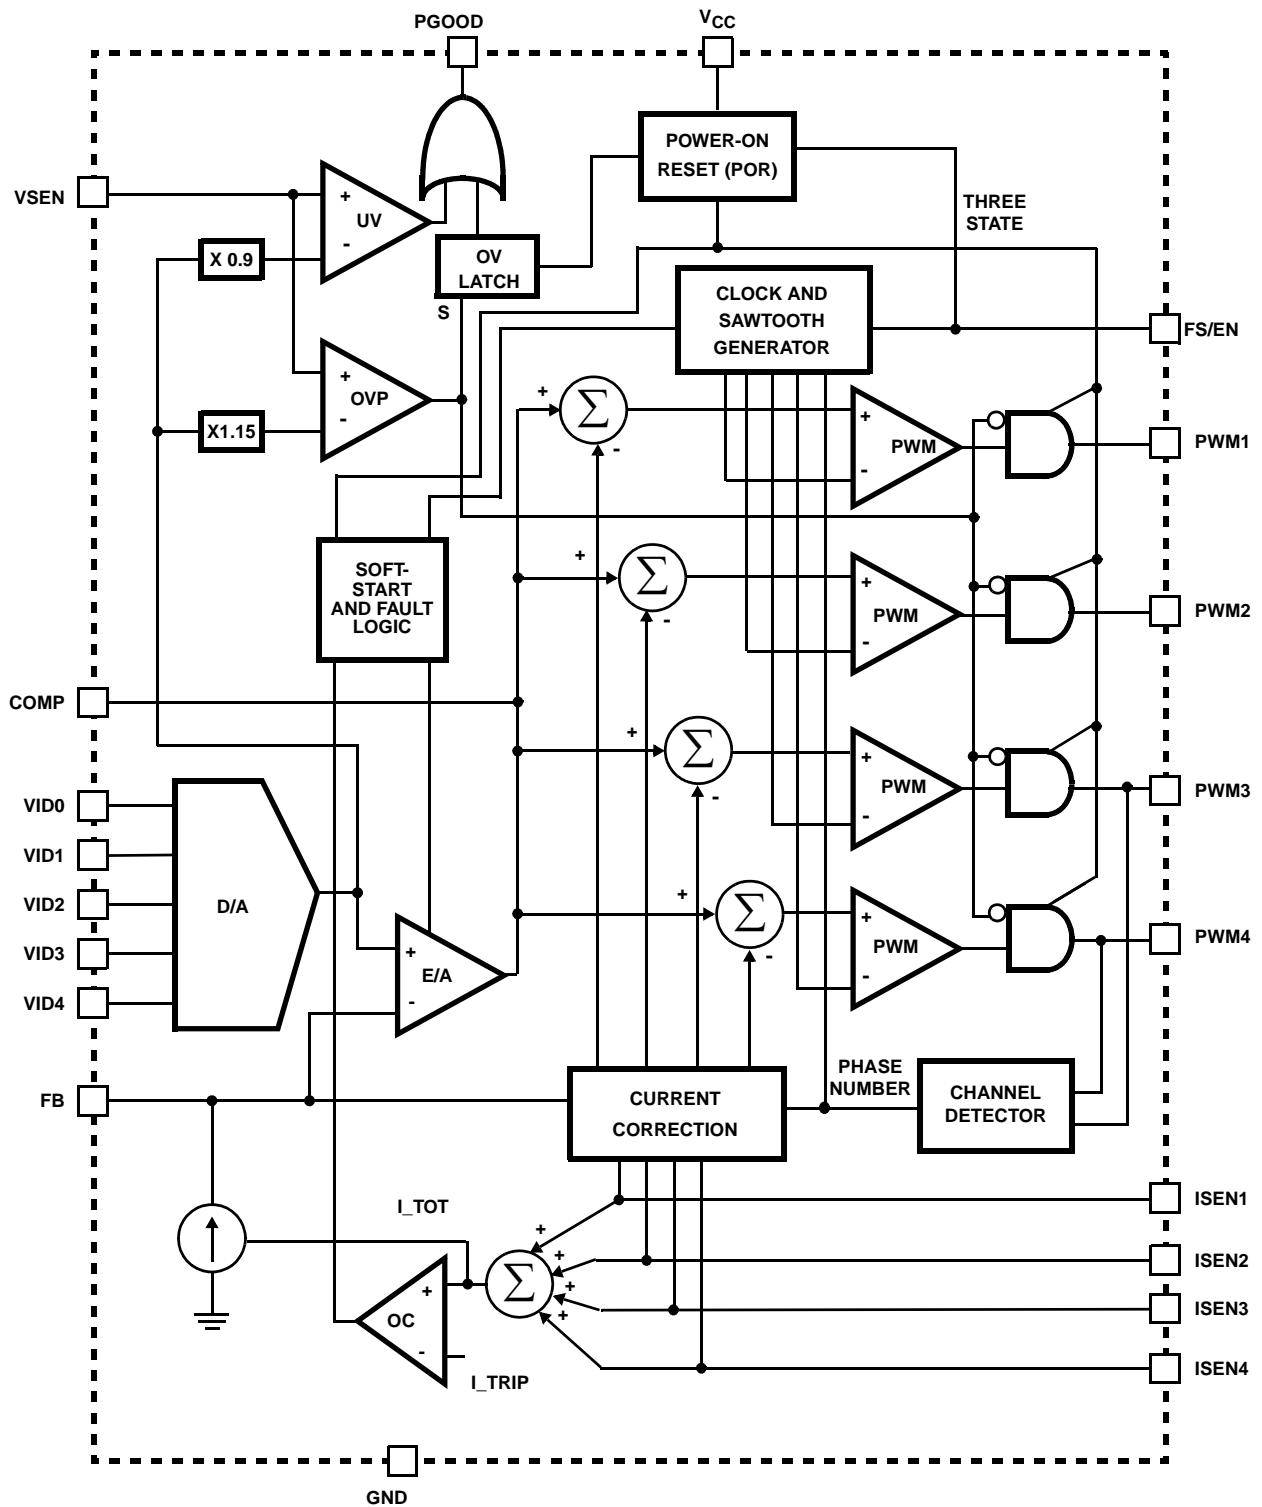 PGOOD
VCC
POWER-ON
RESET (POR)
VSEN
+
UV
-
THREE
STATE
X 0.9
OV
LATCH
S
CLOCK AND
SAWTOOTH
GENERATOR
FS/EN
+
OVP
-
X1.15
+
Σ
-
+
PWM
-
PWM1
SOFT-
START
AND FAULT
LOGIC
+
Σ
-
+
PWM
-
PWM2
COMP
+
Σ
-
+
PWM
-
PWM3
VID0
VID1
VID2
VID3
VID4
D/A
+
E/A
-
+
Σ
-
+
PWM
-
PWM4
FB
CURRENT
CORRECTION
PHASE
NUMBER
CHANNEL
DETECTOR
I_TOT
+
+
+
+
Σ
+
OC
-
I_TRIP
ISEN1
ISEN2
ISEN3
ISEN4
GND